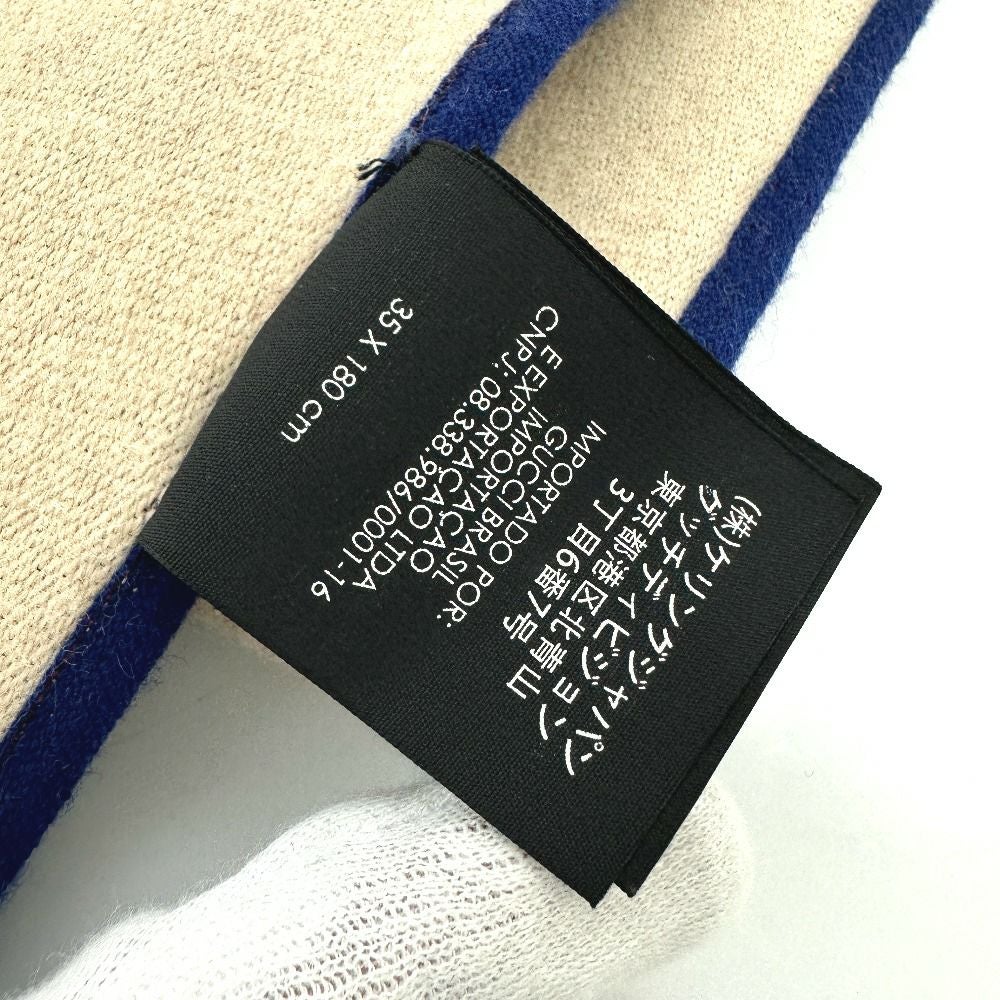 (株)ケリングジャパン
グッチディビジョン
東京都港区北青山
3丁目6番7号
IMPORTADO POR:
GUCCI BRASIL
IMPORTAÇAO
E EXPORTAÇAO LTDA
CNPJ: 08.338.986/0001-16
35 X 180 cm